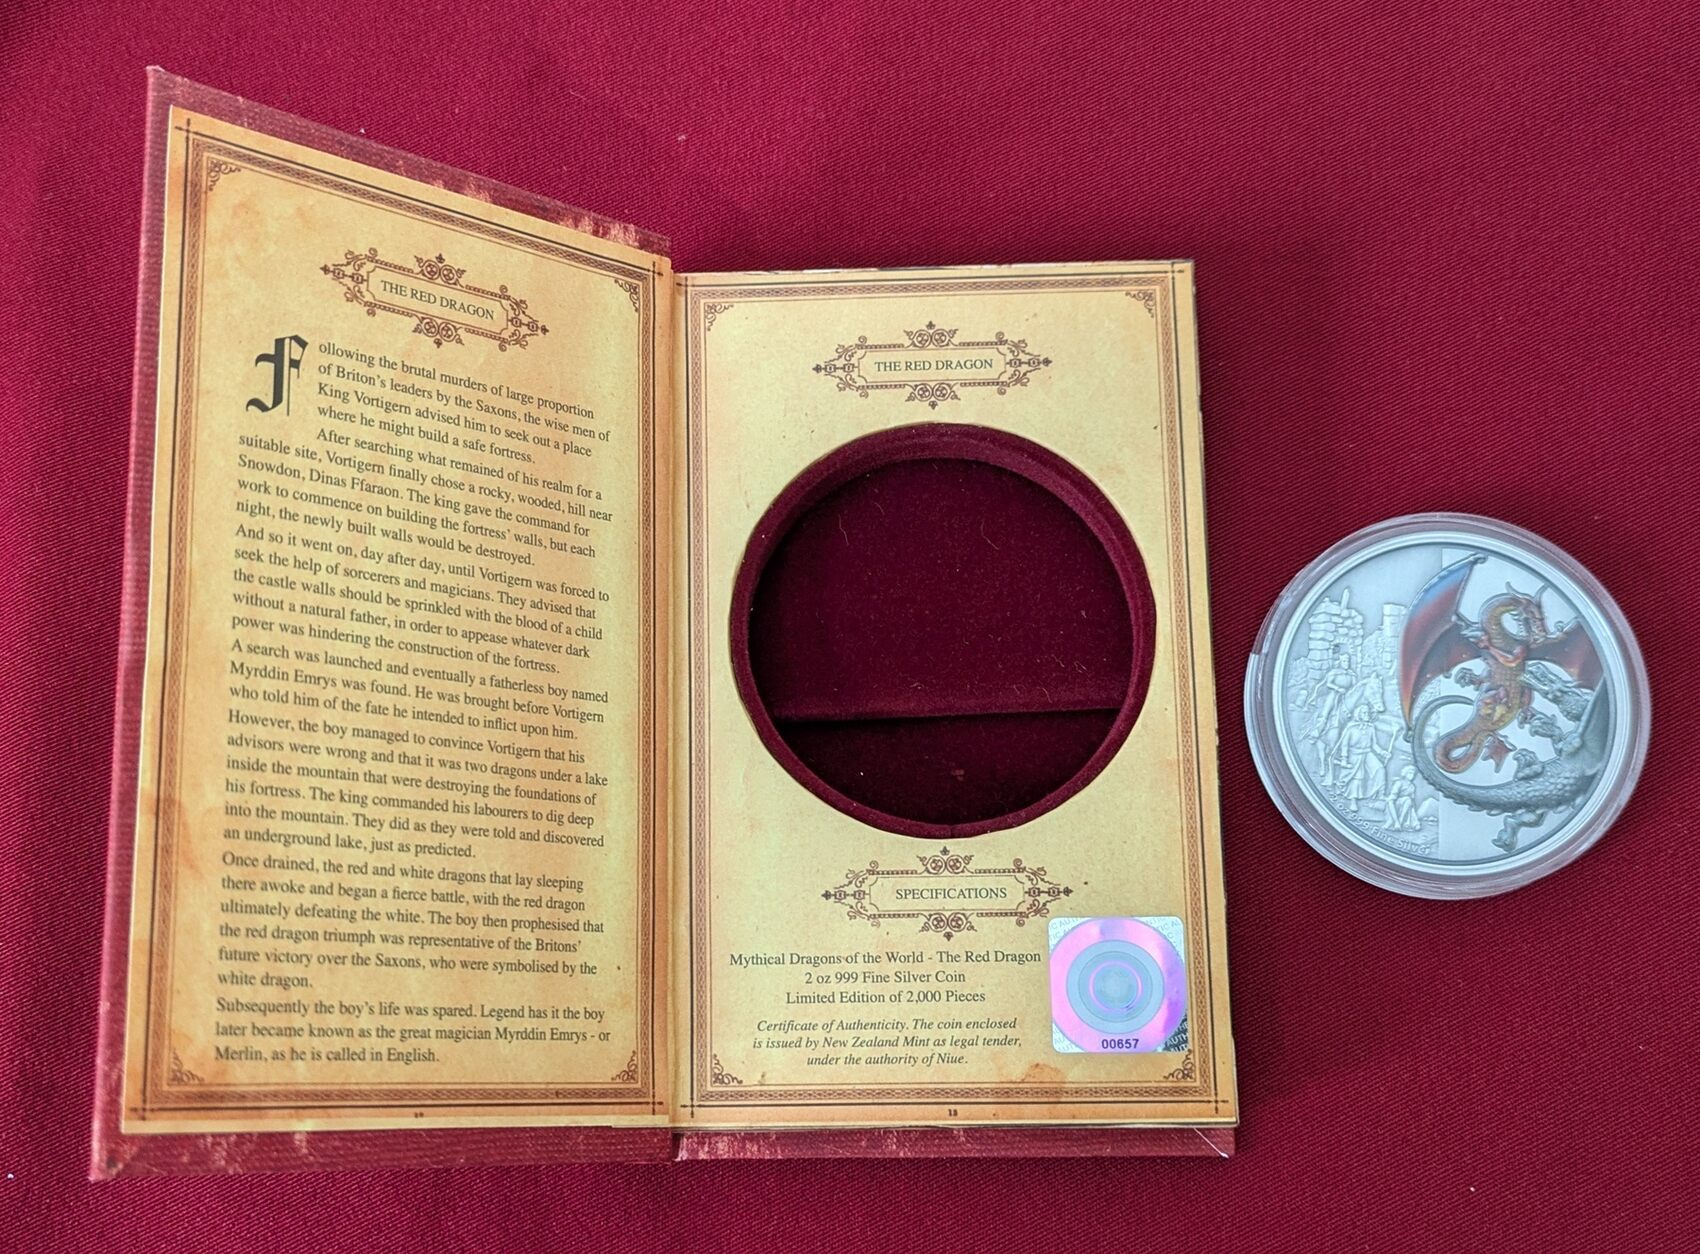 THE RED DRAGON
Following the brutal murders of large proportion
of Briton's leaders by the Saxons, the wise men of
King Vortigern advised him to seek out a place
where he might build a safe fortress.
After searching what remained of his realm for a
suitable site, Vortigern finally chose a rocky, wooded, hill near
Snowdon, Dinas Ffaraon. The king gave the command for
work to commence on building the fortress' walls, but each
night, the newly built walls would be destroyed.
And so it went on, day after day, until Vortigern was forced to
seek the help of sorcerers and magicians. They advised that
the castle walls should be sprinkled with the blood of a child
without a natural father, in order to appease whatever dark
power was hindering the construction of the fortress.
A search was launched and eventually a fatherless boy named
Myrddin Emrys was found. He was brought before Vortigern
who told him of the fate he intended to inflict upon him.
However, the boy managed to convince Vortigern that his
advisors were wrong and that it was two dragons under a lake
inside the mountain that were destroying the foundations of
his fortress. The king commanded his labourers to dig deep
into the mountain. They did as they were told and discovered
an underground lake, just as predicted.
Once drained, the red and white dragons that lay sleeping
there awoke and began a fierce battle, with the red dragon
ultimately defeating the white. The boy then prophesised that
the red dragon triumph was representative of the Britons'
future victory over the Saxons, who were symbolised by the
white dragon.
Subsequently the boy's life was spared. Legend has it the boy
later became known as the great magician Myrddin Emrys - or
Merlin, as he is called in English.
THE RED DRAGON
SPECIFICATIONS
Mythical Dragons of the World - The Red Dragon
2 oz 999 Fine Silver Coin
Limited Edition of 2,000 Pieces
Certificate of Authenticity. The coin enclosed
is issued by New Zealand Mint as legal tender,
under the authority of Niue.
00657
2 oz 999 Fine Silver